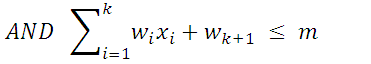 AND ∑_{i=1}^{k} w_i x_i + w_{k+1} ≤ m